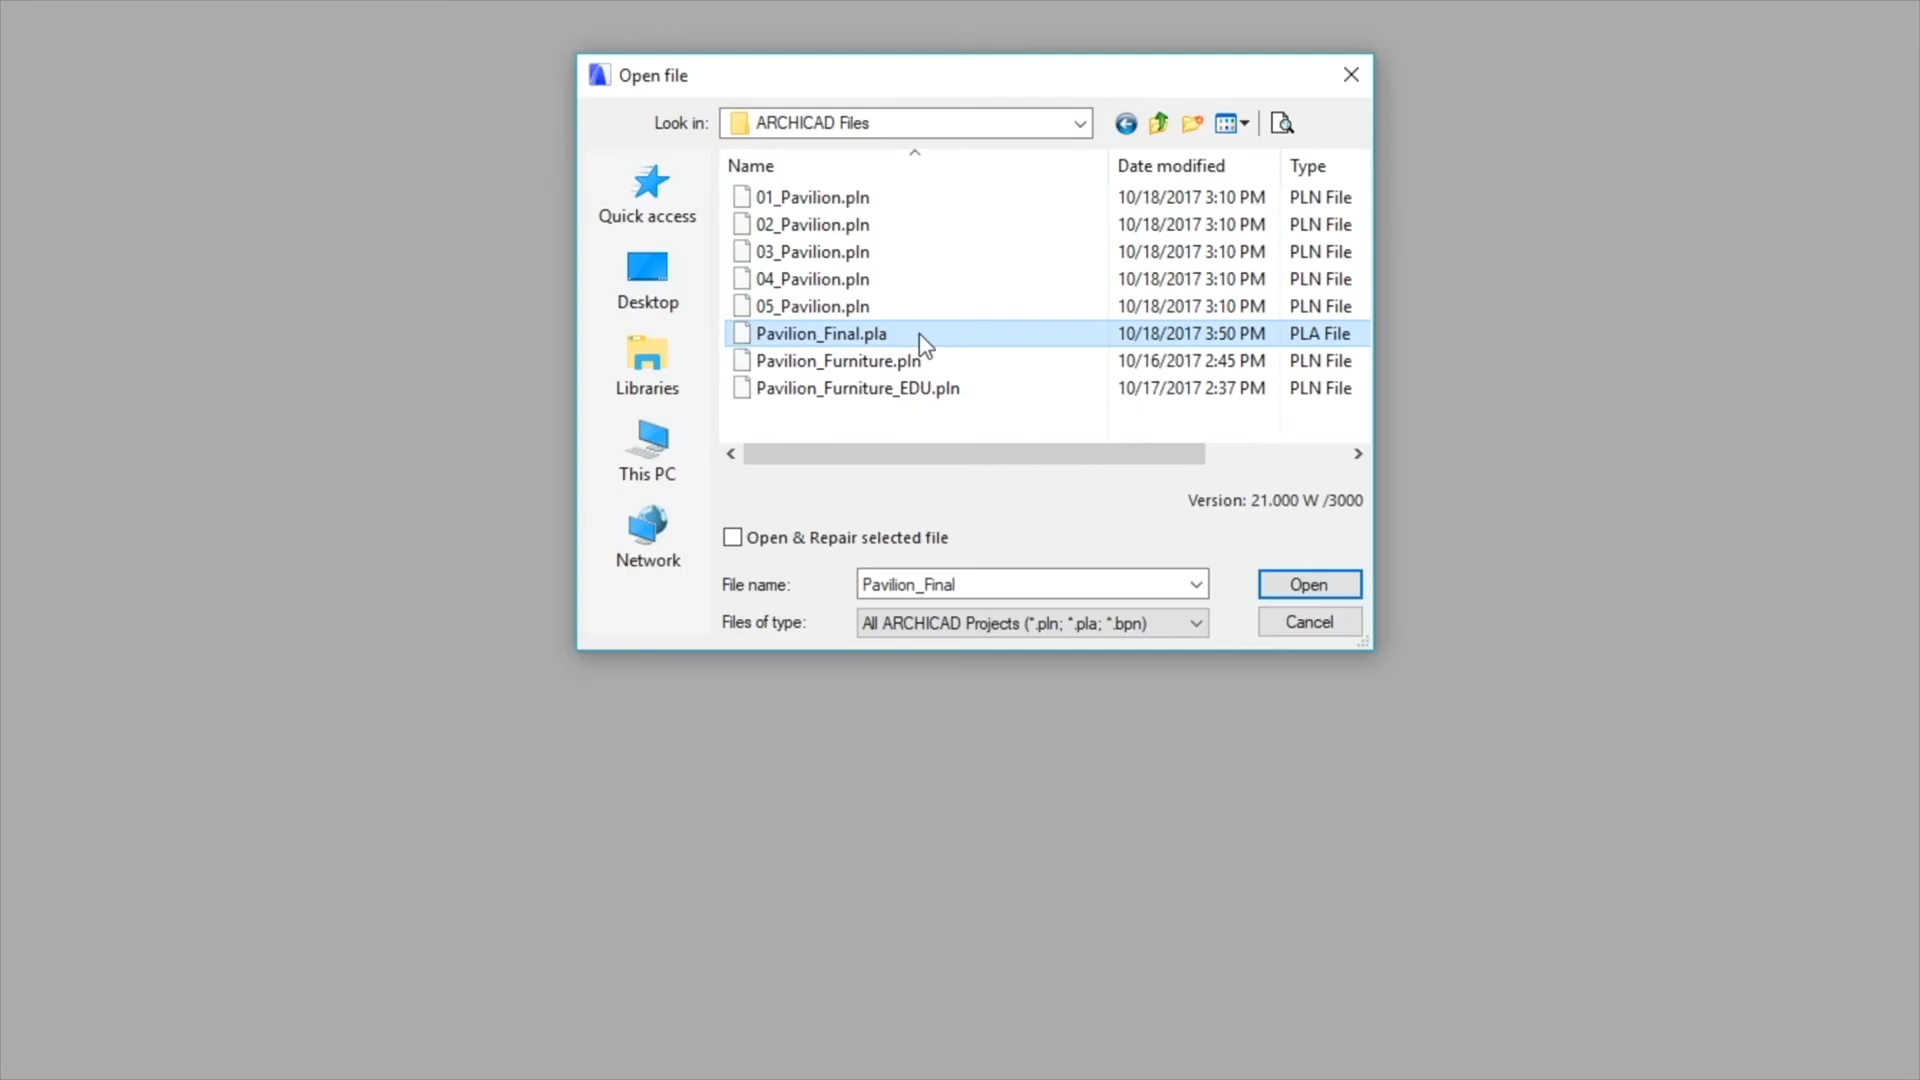 Open file
Look in: ARCHICAD Files
Name Date modified Type
01_Pavilion.pln 10/18/2017 3:10 PM PLN File
02_Pavilion.pln 10/18/2017 3:10 PM PLN File
03_Pavilion.pln 10/18/2017 3:10 PM PLN File
04_Pavilion.pln 10/18/2017 3:10 PM PLN File
05_Pavilion.pln 10/18/2017 3:10 PM PLN File
Pavilion_Final.pla 10/18/2017 3:50 PM PLA File
Pavilion_Furniture.pln 10/16/2017 2:45 PM PLN File
Pavilion_Furniture_EDU.pln 10/17/2017 2:37 PM PLN File
Quick access
Desktop
Libraries
This PC
Network
Version: 21.000 W /3000
Open & Repair selected file
File name: Pavilion_Final Open
Files of type: All ARCHICAD Projects (*.pln; *.pla; *.bpn) Cancel